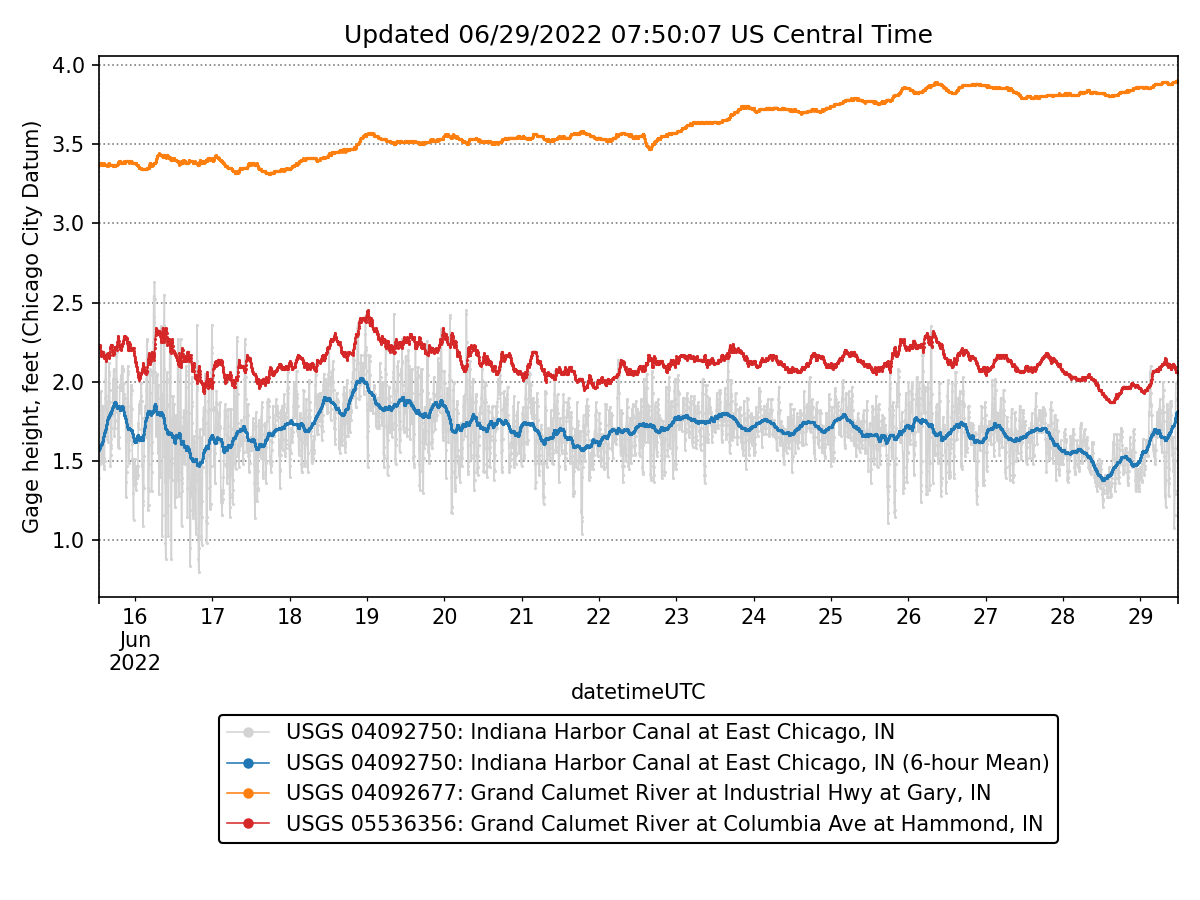 Updated 06/29/2022 07:50:07 US Central Time
Gage height, feet (Chicago City Datum)
4.0
3.5
3.0
2.5
2.0
1.5
1.0
16 17 18 19 20 21 22 23 24 25 26 27 28 29
Jun
2022
datetimeUTC
USGS 04092750: Indiana Harbor Canal at East Chicago, IN
USGS 04092750: Indiana Harbor Canal at East Chicago, IN (6-hour Mean)
USGS 04092677: Grand Calumet River at Industrial Hwy at Gary, IN
USGS 05536356: Grand Calumet River at Columbia Ave at Hammond, IN